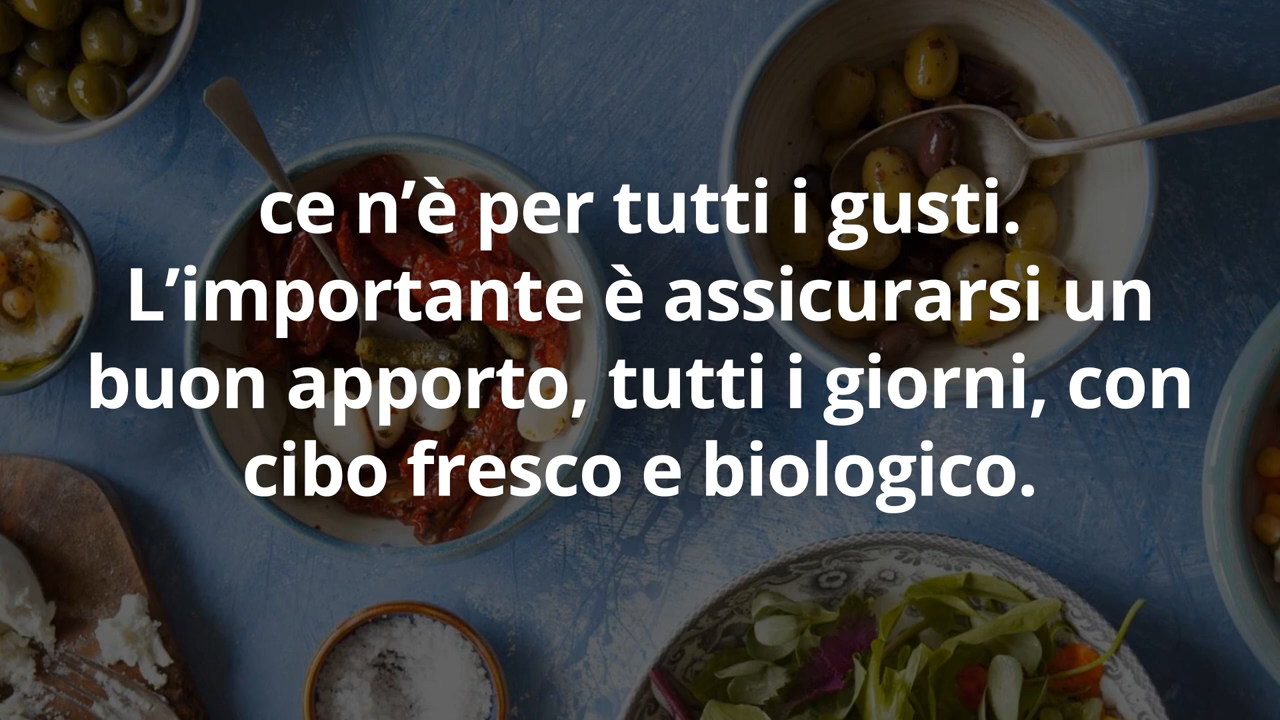 ce n’è per tutti i gusti.
L’importante è assicurarsi un
buon apporto, tutti i giorni, con
cibo fresco e biologico.